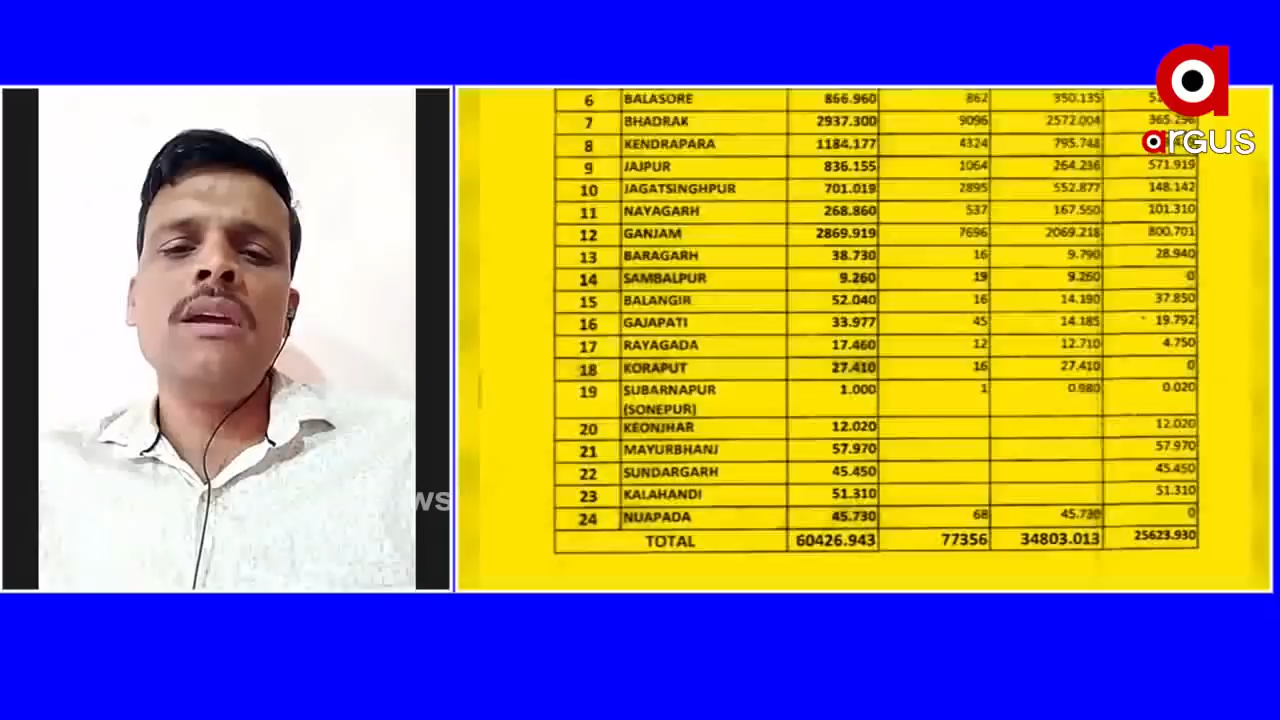 argus
6 BALASORE 866.960 862 350.135
7 BHADRAK 2937.300 9096 2572.004 365.296
8 KENDRAPARA 1184.177 4324 795.748
9 JAJPUR 836.155 1064 264.236 571.919
10 JAGATSINGHPUR 701.019 2895 552.877 148.142
11 NAYAGARH 268.860 537 167.550 101.310
12 GANJAM 2869.919 7696 2069.218 800.701
13 BARAGARH 38.730 16 9.790 28.940
14 SAMBALPUR 9.260 19 9.260 0
15 BALANGIR 52.040 16 14.190 37.850
16 GAJAPATI 33.977 45 14.185 19.792
17 RAYAGADA 17.460 12 12.710 4.750
18 KORAPUT 27.410 16 27.410 0
19 SUBARNAPUR 1.000 1 0.980 0.020
(SONEPUR)
20 KEONJHAR 12.020 12.020
21 MAYURBHANJ 57.970 57.970
22 SUNDARGARH 45.450 45.450
23 KALAHANDI 51.310 51.310
24 NUAPADA 45.730 68 45.730 0
TOTAL 60426.943 77356 34803.013 25623.930